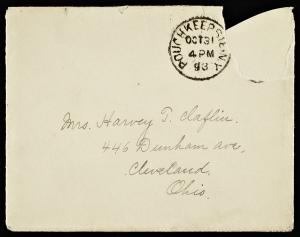 POUGHKEEPSIE N.Y.
OCT 31
4 PM
93
Mrs. Harvey T. Claflin.
446 Dunham ave,
Cleveland.
Ohio.